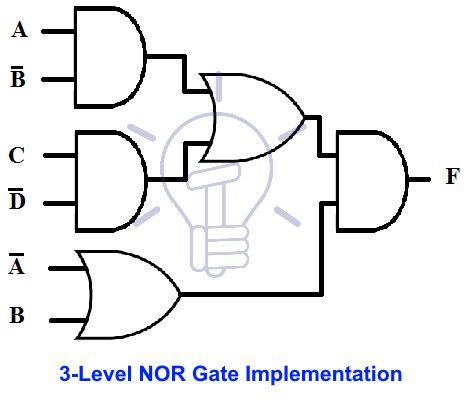 A
B̅
C
D̅
A̅
B
F
3-Level NOR Gate Implementation